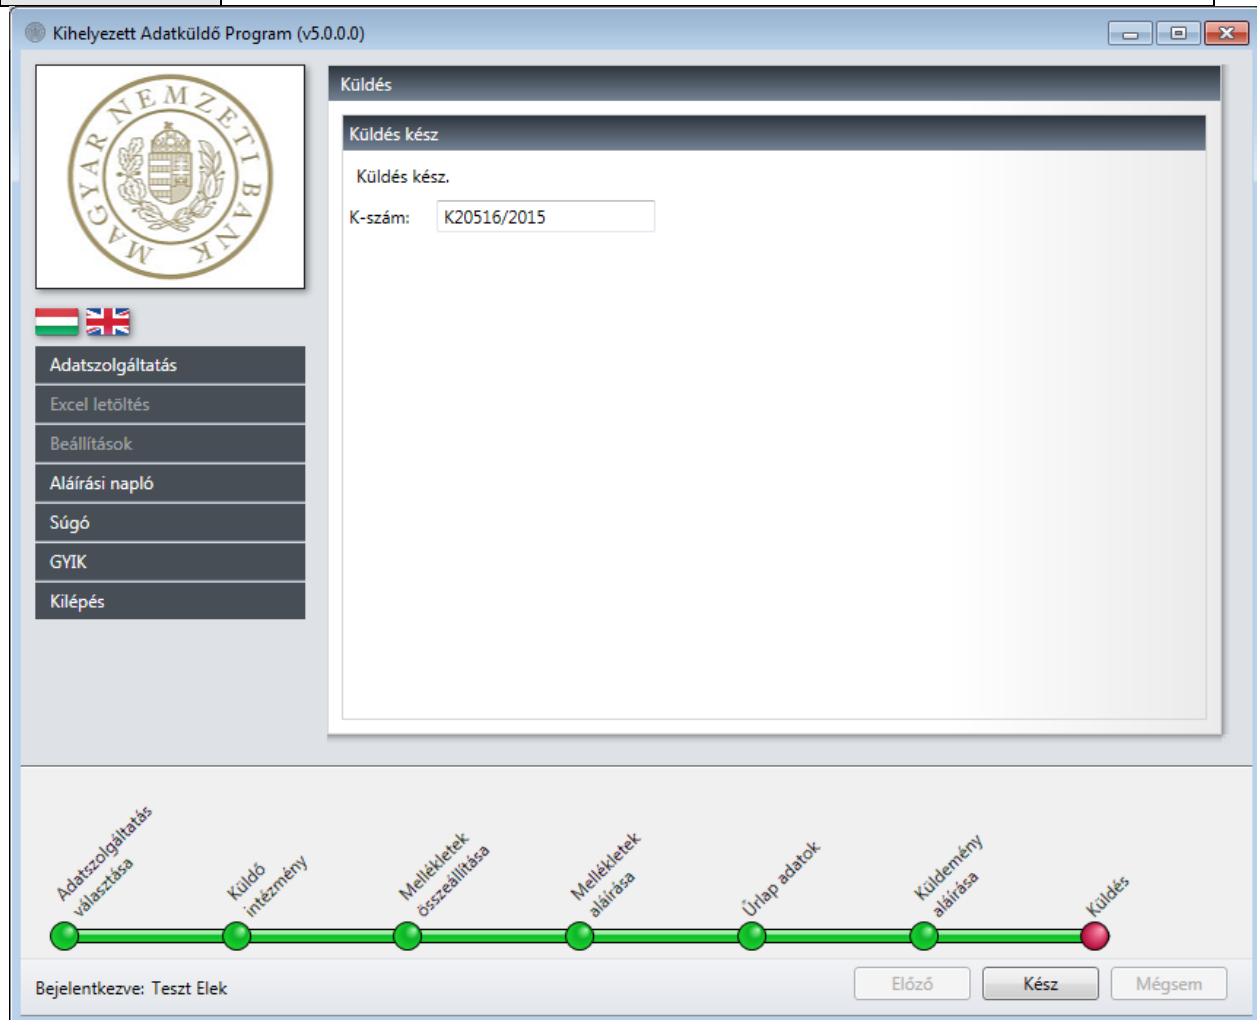 Kihelyezett Adatküldő Program (v5.0.0.0)
MAGYAR NEMZETI BANK
Küldés
Küldés kész
Küldés kész.
K-szám: K20516/2015
Adatszolgáltatás
Excel letöltés
Beállítások
Aláírási napló
Súgó
GYIK
Kilépés
Adatszolgáltatás
választása
Küldő
intézmény
Mellékletek
összeállítása
Mellékletek
aláírása
Űrlap adatok
Küldemény
aláírása
Küldés
Bejelentkezve: Teszt Elek
Előző Kész Mégsem